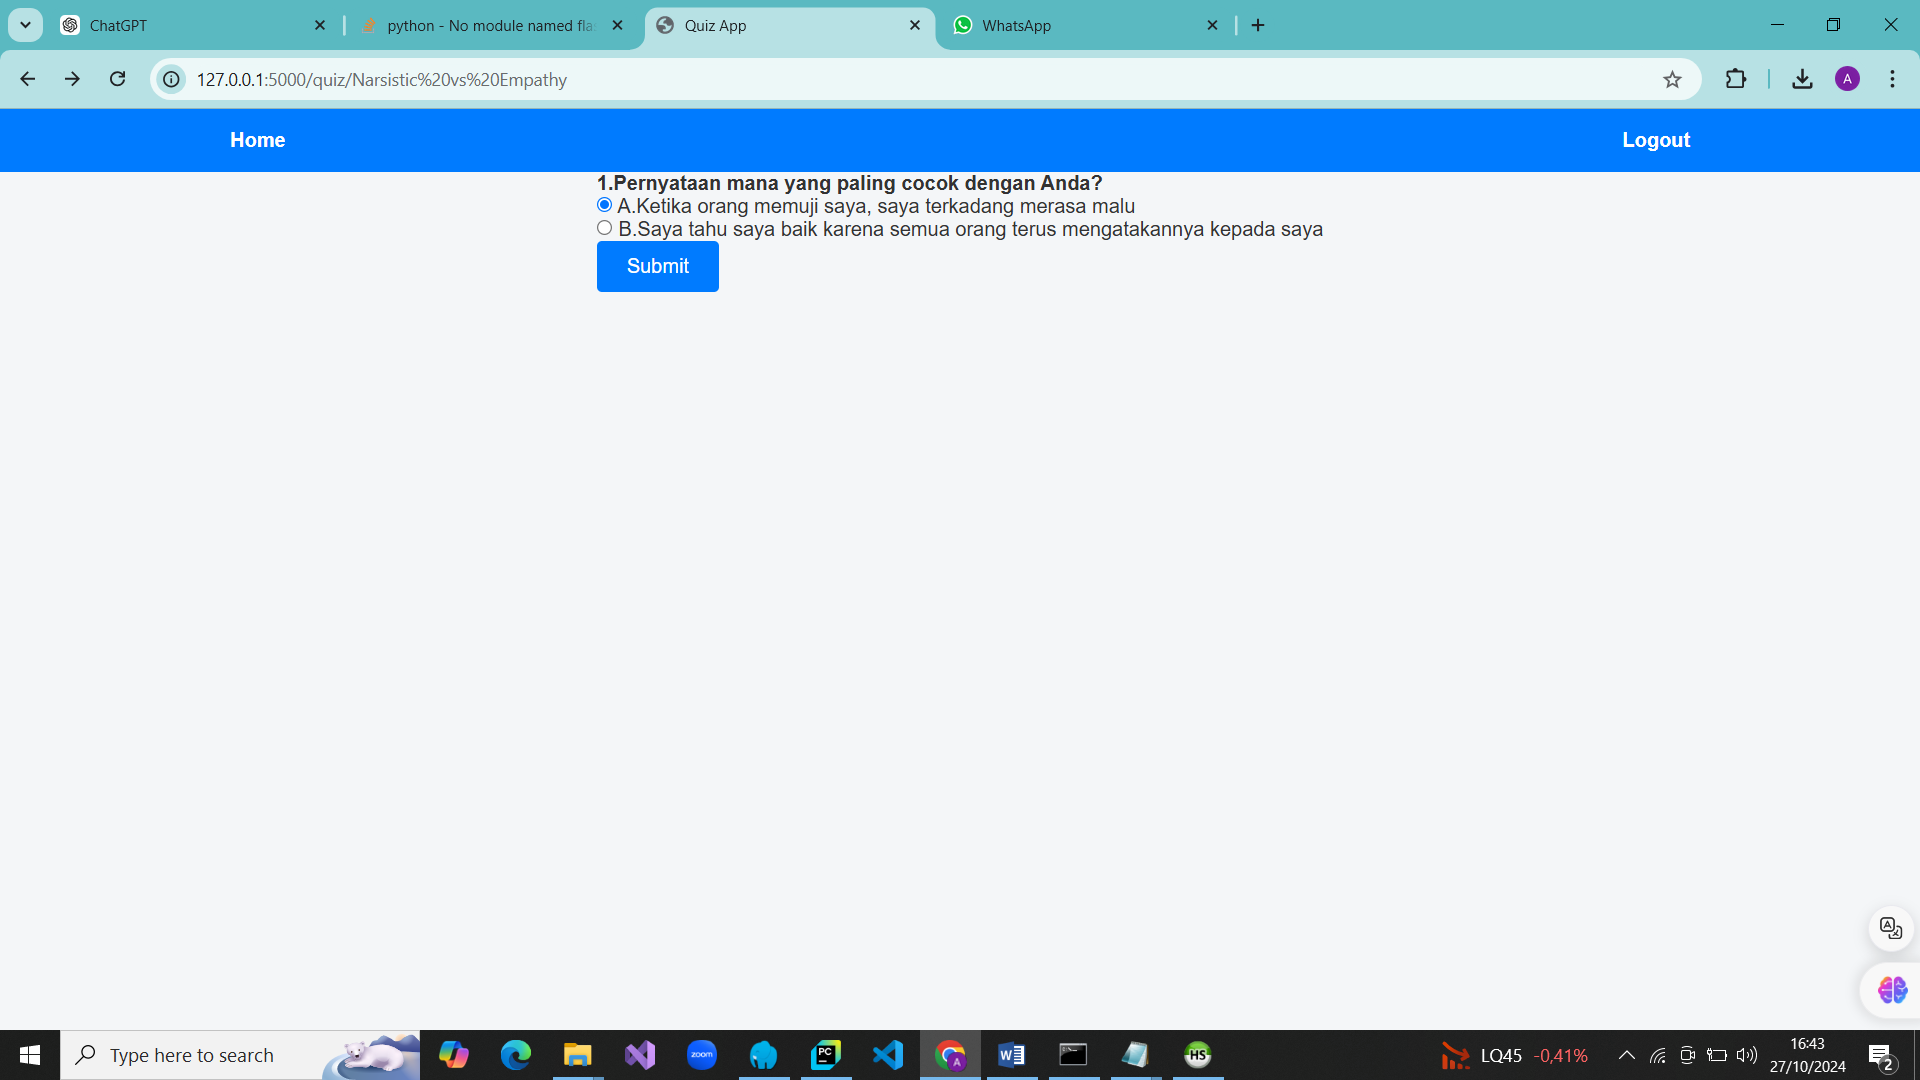 ChatGPT
python - No module named fla
Quiz App
WhatsApp
127.0.0.1:5000/quiz/Narsistic%20vs%20Empathy
A
Home
Logout
1.Pernyataan mana yang paling cocok dengan Anda?
A.Ketika orang memuji saya, saya terkadang merasa malu
B.Saya tahu saya baik karena semua orang terus mengatakannya kepada saya
Submit
Type here to search
zoom
PC
A
W
HS
LQ45 -0,41%
16:43
27/10/2024
2